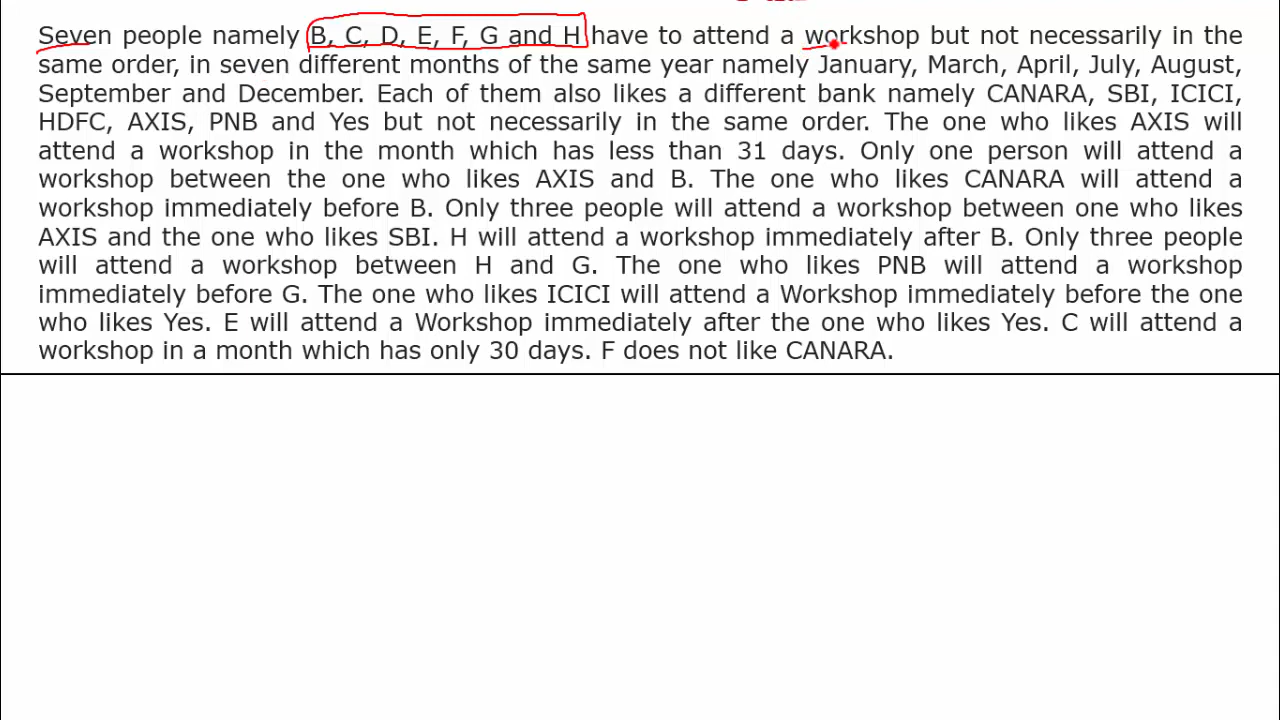 Seven people namely B, C, D, E, F, G and H have to attend a workshop but not necessarily in the
same order, in seven different months of the same year namely January, March, April, July, August,
September and December. Each of them also likes a different bank namely CANARA, SBI, ICICI,
HDFC, AXIS, PNB and Yes but not necessarily in the same order. The one who likes AXIS will
attend a workshop in the month which has less than 31 days. Only one person will attend a
workshop between the one who likes AXIS and B. The one who likes CANARA will attend a
workshop immediately before B. Only three people will attend a workshop between one who likes
AXIS and the one who likes SBI. H will attend a workshop immediately after B. Only three people
will attend a workshop between H and G. The one who likes PNB will attend a workshop
immediately before G. The one who likes ICICI will attend a Workshop immediately before the one
who likes Yes. E will attend a Workshop immediately after the one who likes Yes. C will attend a
workshop in a month which has only 30 days. F does not like CANARA.